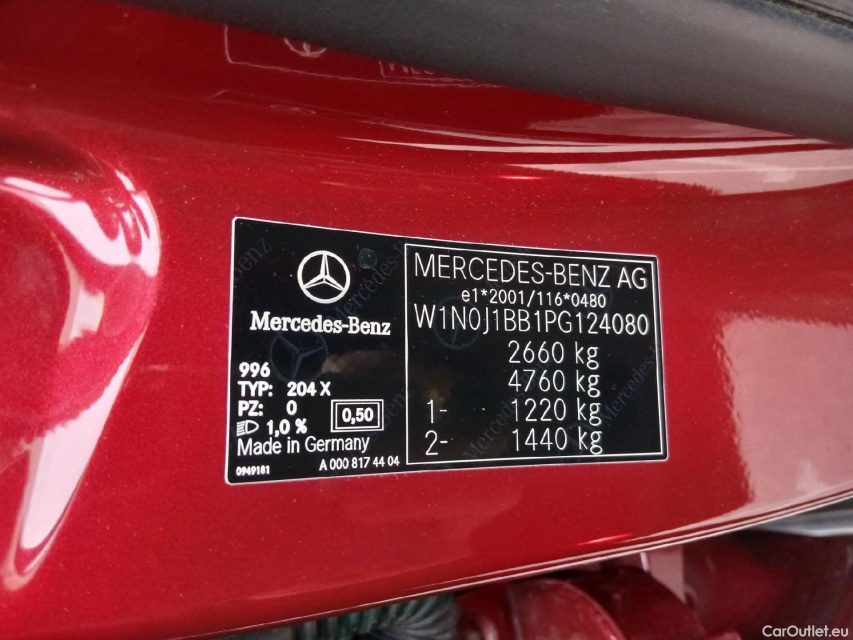 Mercedes-Benz
996
TYP: 204 X
PZ: 0
0,50
1,0 %
Made in Germany
0949181 A 000 817 44 04
MERCEDES-BENZ AG
e1*2001/116*0480
W1N0J1BB1PG124080
2660 kg
4760 kg
1- 1220 kg
2- 1440 kg
CarOutlet.eu